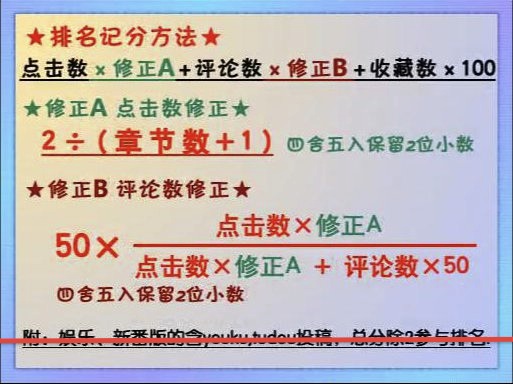 ★排名记分方法★
点击数×修正A+评论数×修正B+收藏数×100
★修正A 点击数修正★
2÷(章节数+1) 四舍五入保留2位小数
★修正B 评论数修正★
50× 点击数×修正A
点击数×修正A + 评论数×50
四舍五入保留2位小数
附：娱乐、新番版的含youku,tudou投稿，总分除2参与排名.